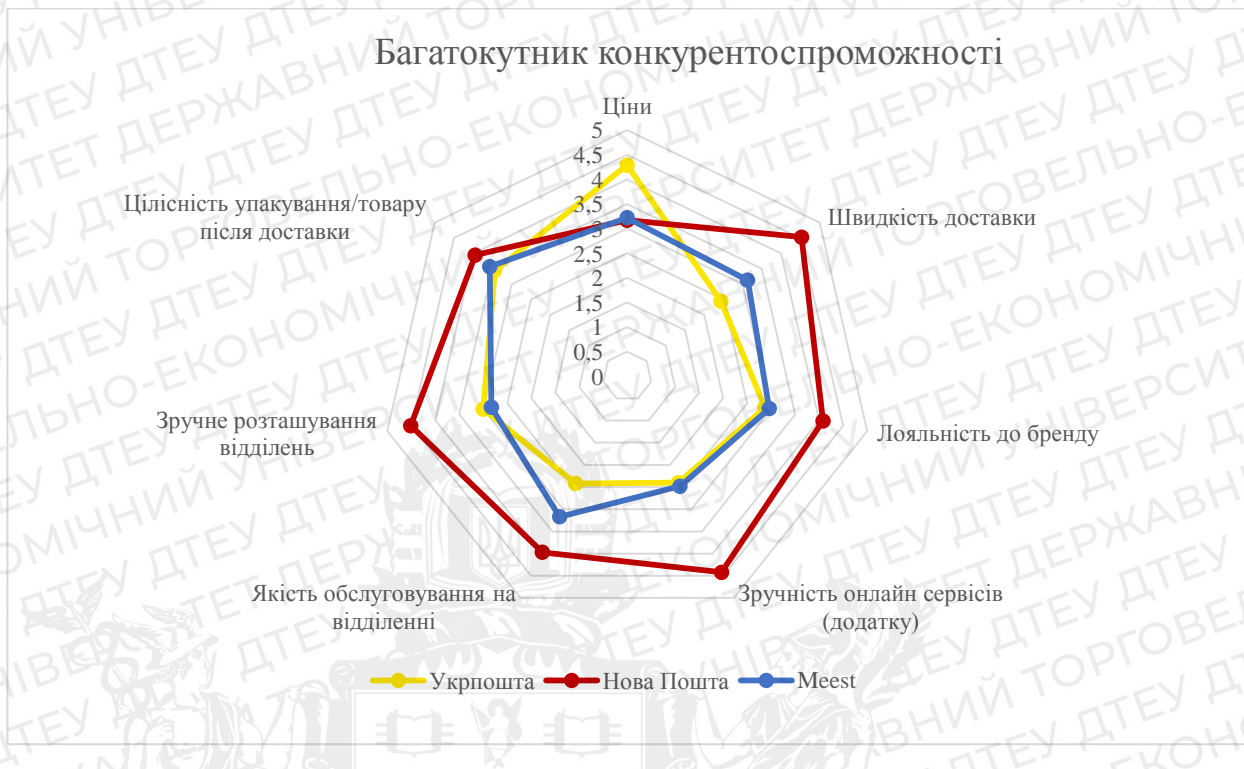 Багатокутник конкурентоспроможності
Ціни
5
4,5
4
3,5
3
2,5
2
1,5
1
0,5
0
Швидкість доставки
Лояльність до бренду
Зручність онлайн сервісів
(додатку)
Якість обслуговування на
відділенні
Зручне розташування
відділень
Цілісність упакування/товару
після доставки
Укрпошта
Нова Пошта
Meest